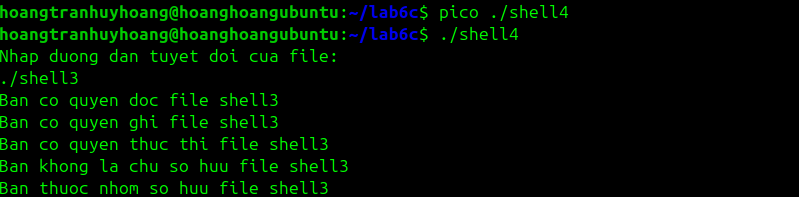 hoangtranhuyhoang@hoanghoangubuntu:~/lab6c$ pico ./shell4
hoangtranhuyhoang@hoanghoangubuntu:~/lab6c$ ./shell4
Nhap duong dan tuyet doi cua file:
./shell3
Ban co quyen doc file shell3
Ban co quyen ghi file shell3
Ban co quyen thuc thi file shell3
Ban khong la chu so huu file shell3
Ban thuoc nhom so huu file shell3